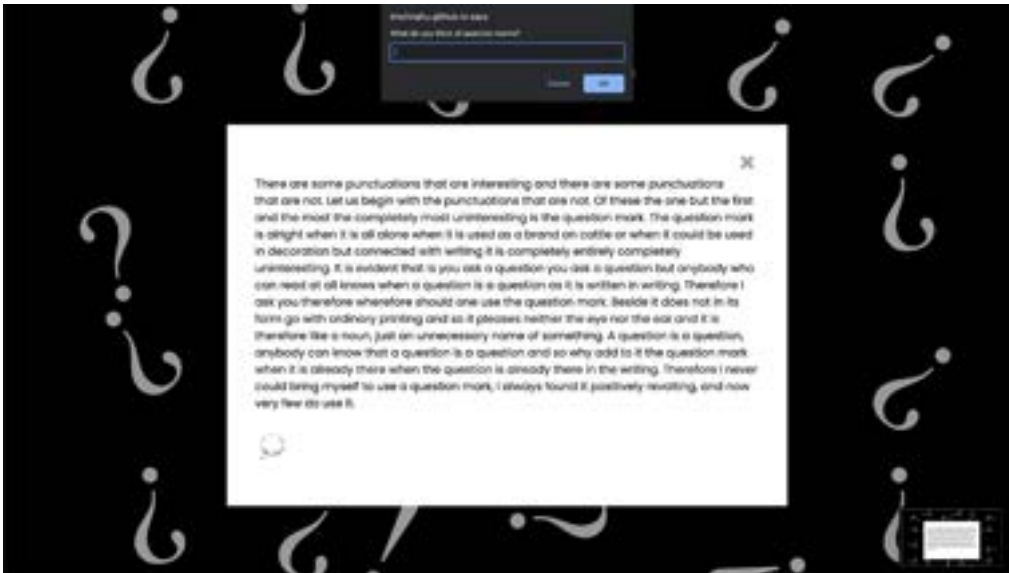 What do you think of question marks?
There are some punctuations that are interesting and there are some punctuations
that are not. Let us begin with the punctuations that are not. Of these the one but the first
and the most the completely most uninteresting is the question mark. The question mark
is alright when it is all alone when it is used as a brand on cattle or when it could be used
in decoration but connected with writing it is completely entirely completely
uninteresting. It is evident that is you ask a question you ask a question but anybody who
can read at all knows when a question is a question as it is written in writing. Therefore I
ask you therefore wherefore should one use the question mark. Beside it does not in its
form go with ordinary printing and so it pleases neither the eye nor the ear and it is
therefore like a noun, just an unnecessary name of something. A question is a question,
anybody can know that a question is a question and so why add to it the question mark
when it is already there when the question is already there in the writing. Therefore I never
could bring myself to use a question mark, I always found it positively revolting, and now
very few do use it.